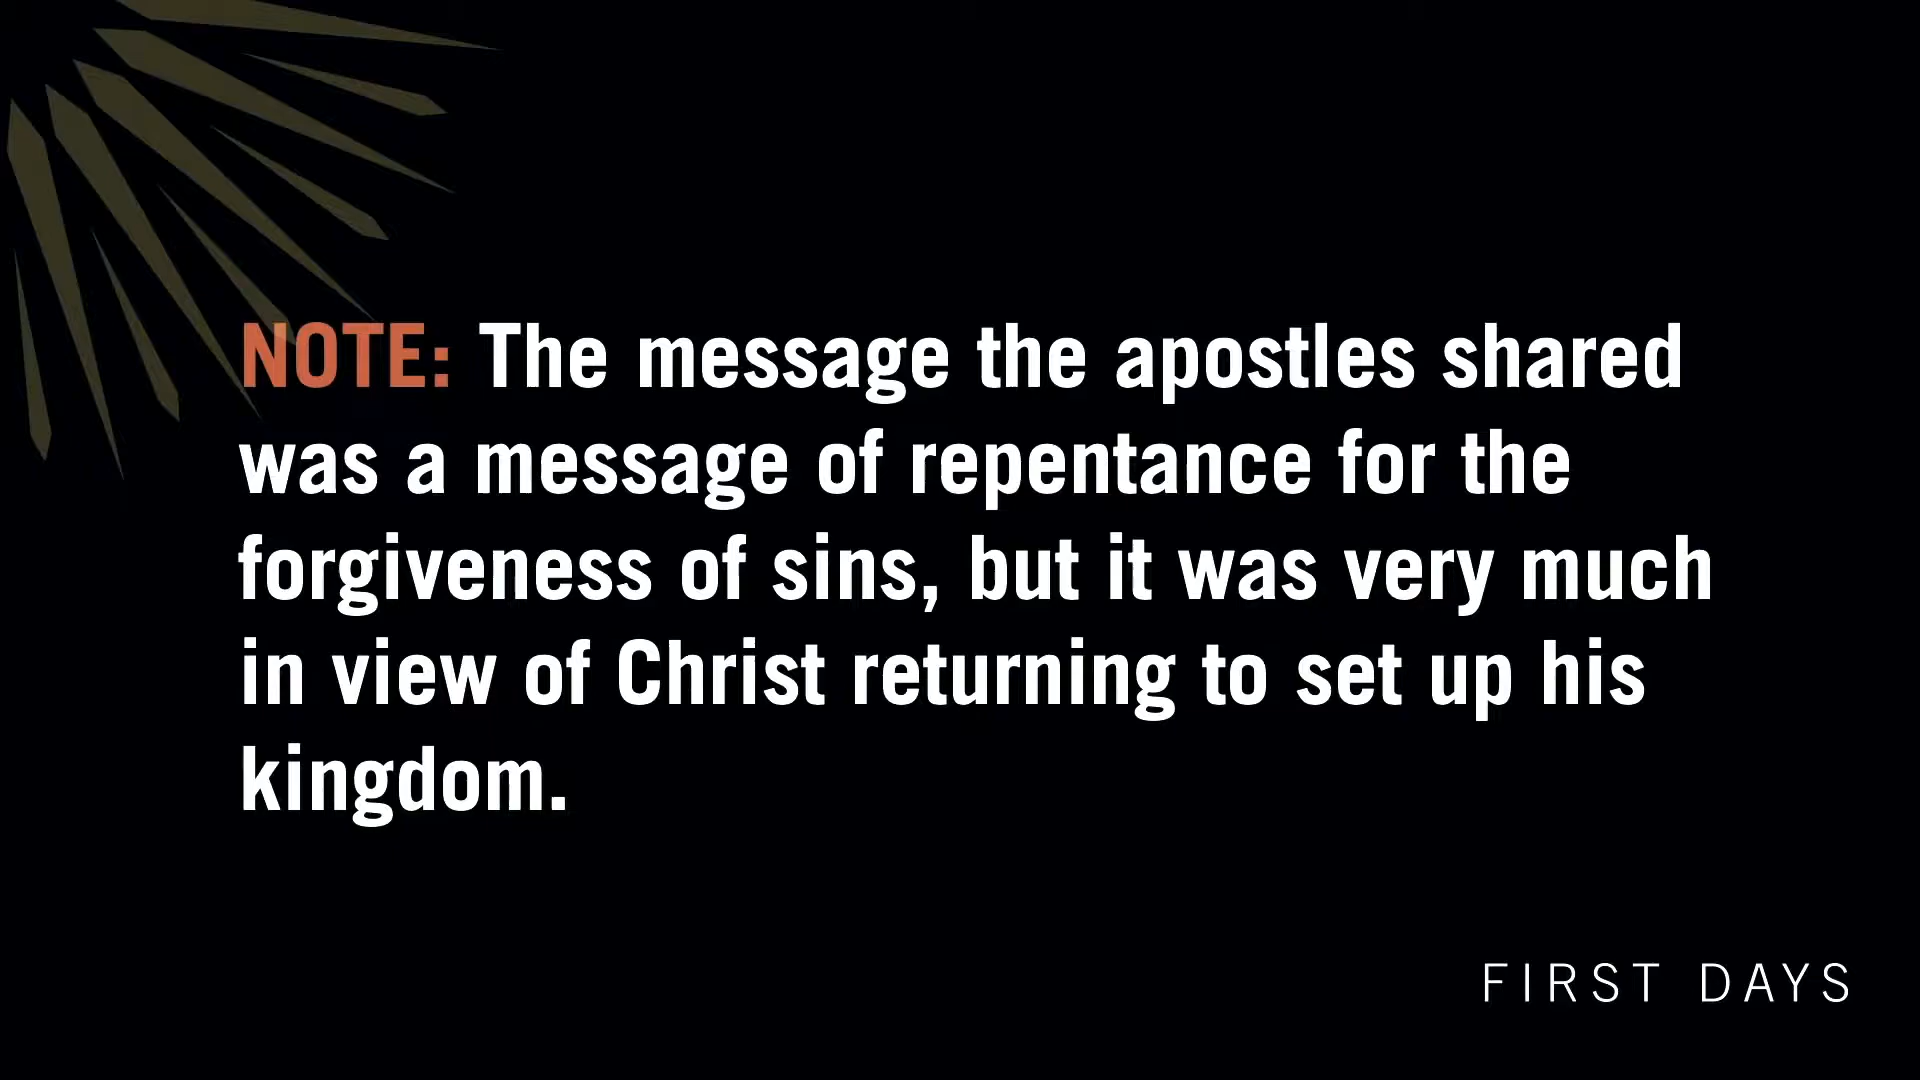 NOTE: The message the apostles shared
was a message of repentance for the
forgiveness of sins, but it was very much
in view of Christ returning to set up his
kingdom.
FIRST DAYS